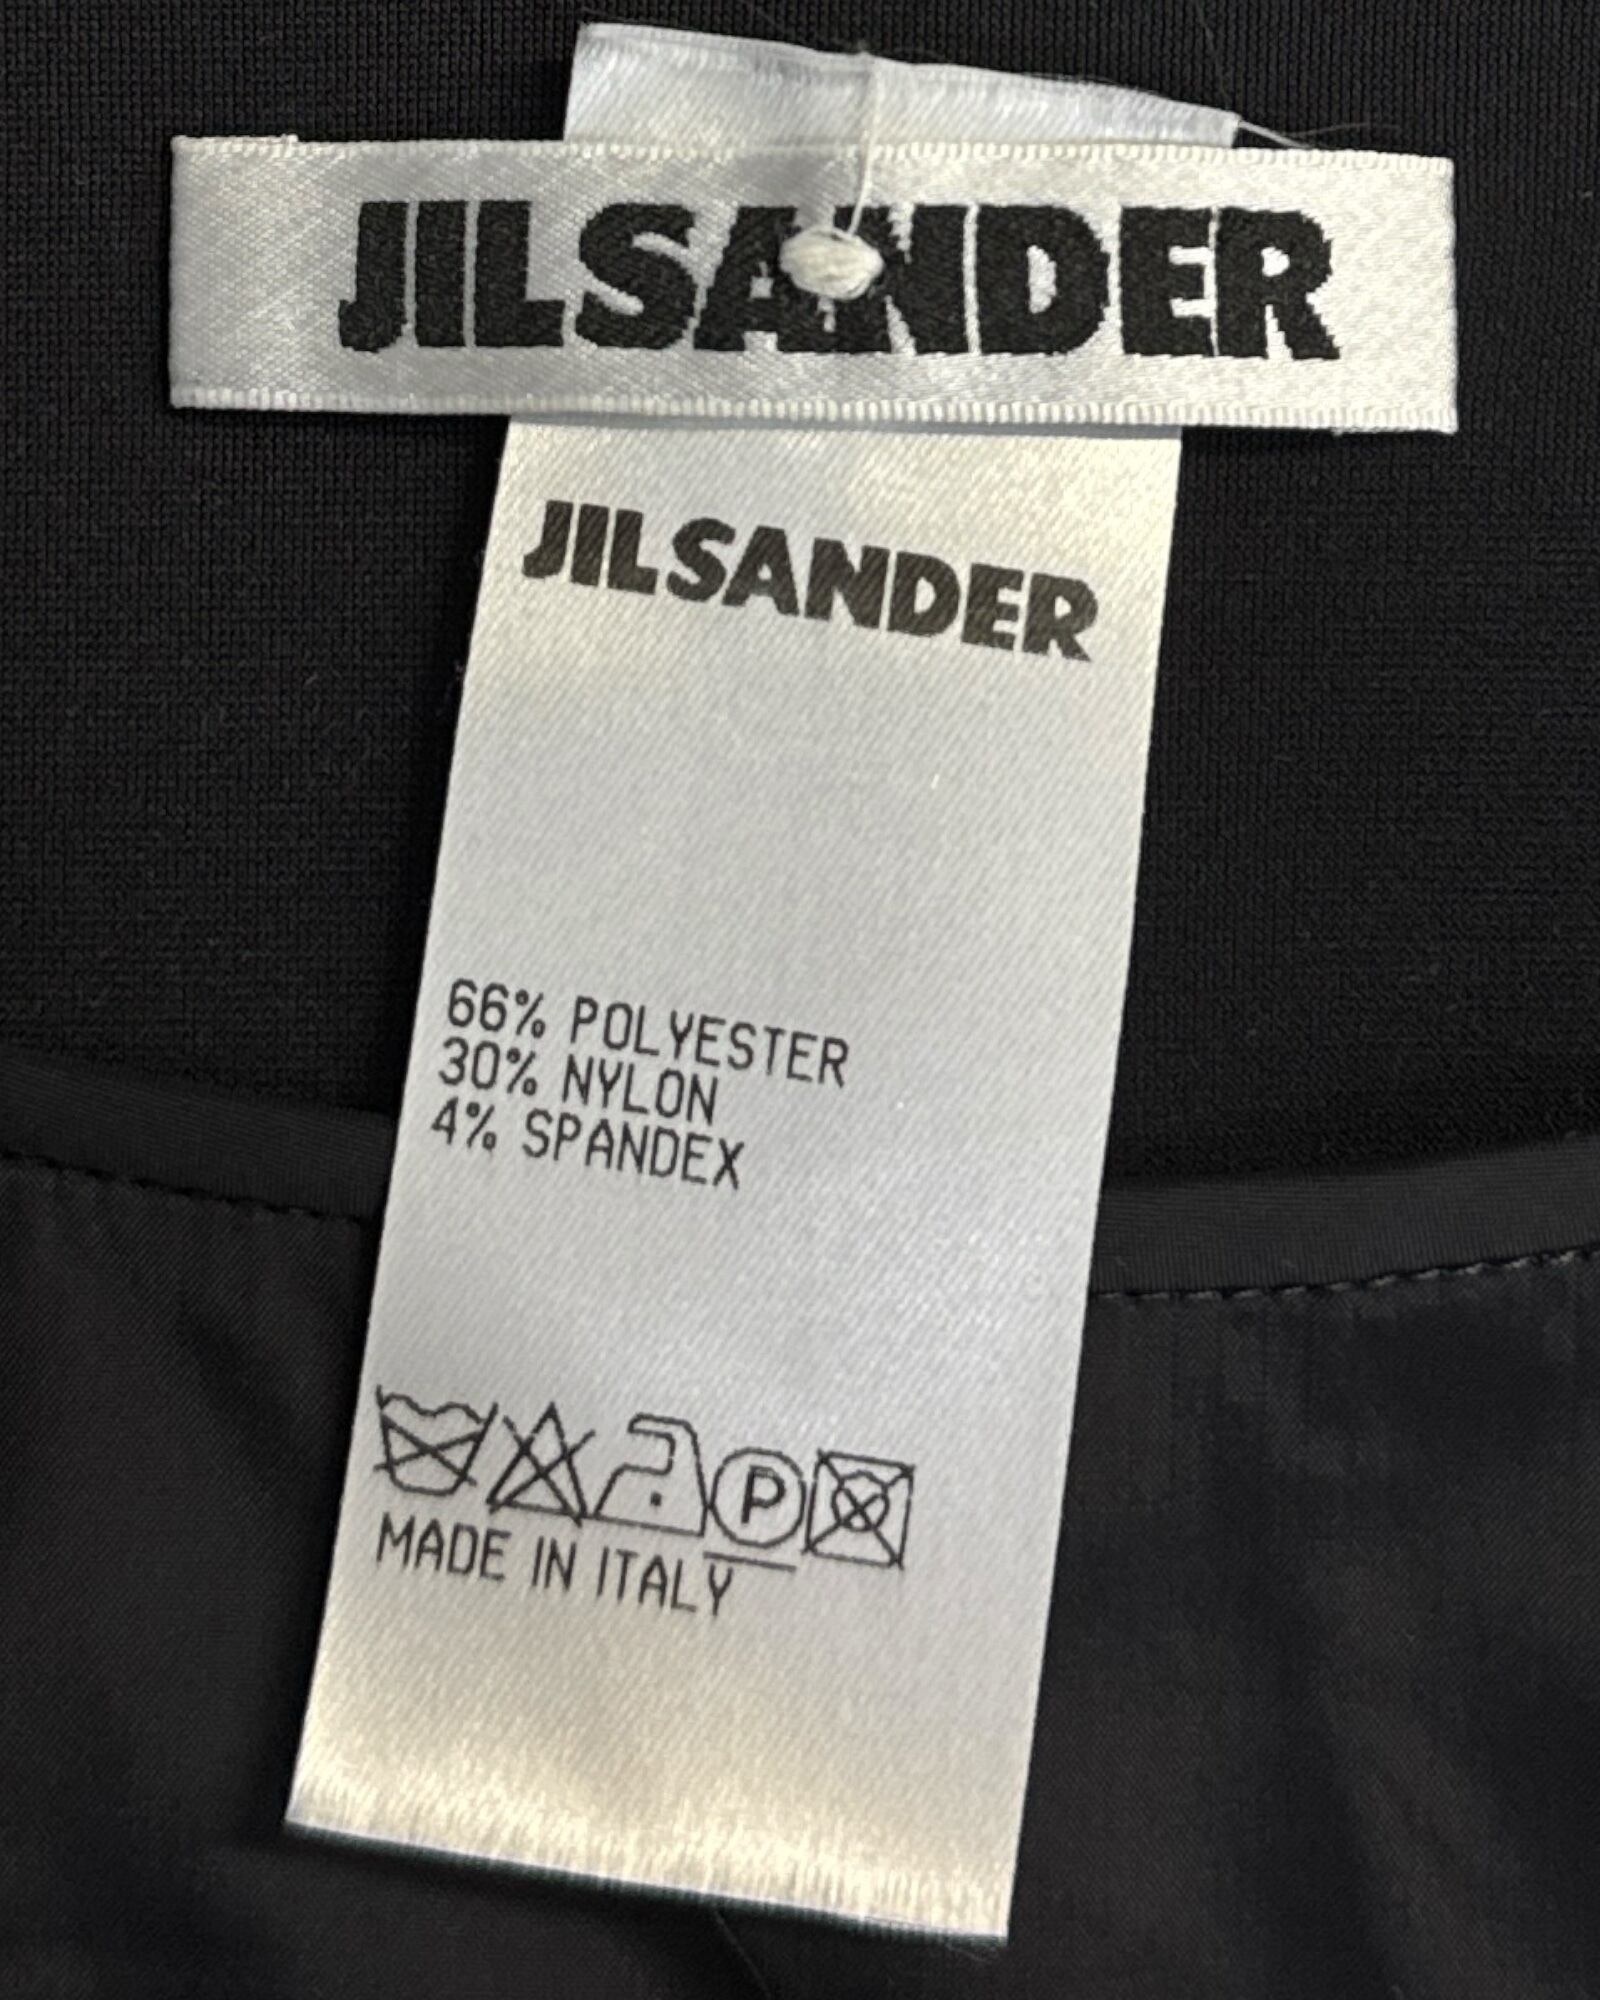 JILSANDER
JILSANDER
66% POLYESTER
30% NYLON
4% SPANDEX
P
MADE IN ITALY